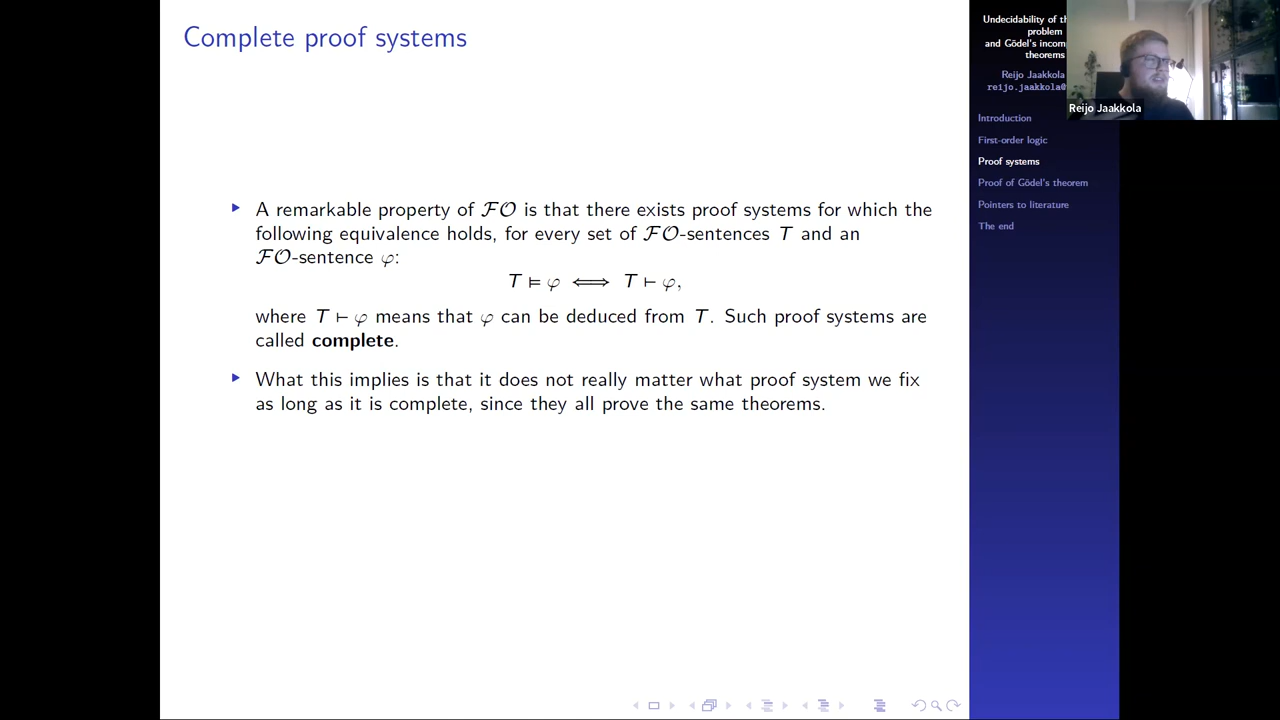 Complete proof systems
A remarkable property of ℱ𝒪 is that there exists proof systems for which the
following equivalence holds, for every set of ℱ𝒪-sentences T and an
ℱ𝒪-sentence φ:
T ⊨ φ ⟺ T ⊢ φ,
where T ⊢ φ means that φ can be deduced from T. Such proof systems are
called complete.
What this implies is that it does not really matter what proof system we fix
as long as it is complete, since they all prove the same theorems.
Undecidability of
problem
and Gödel's
theorems
Reijo Jaakkola
reijo.jaakkola@
Reijo Jaakkola
Introduction
First-order logic
Proof systems
Proof of Gödel's theorem
Pointers to literature
The end